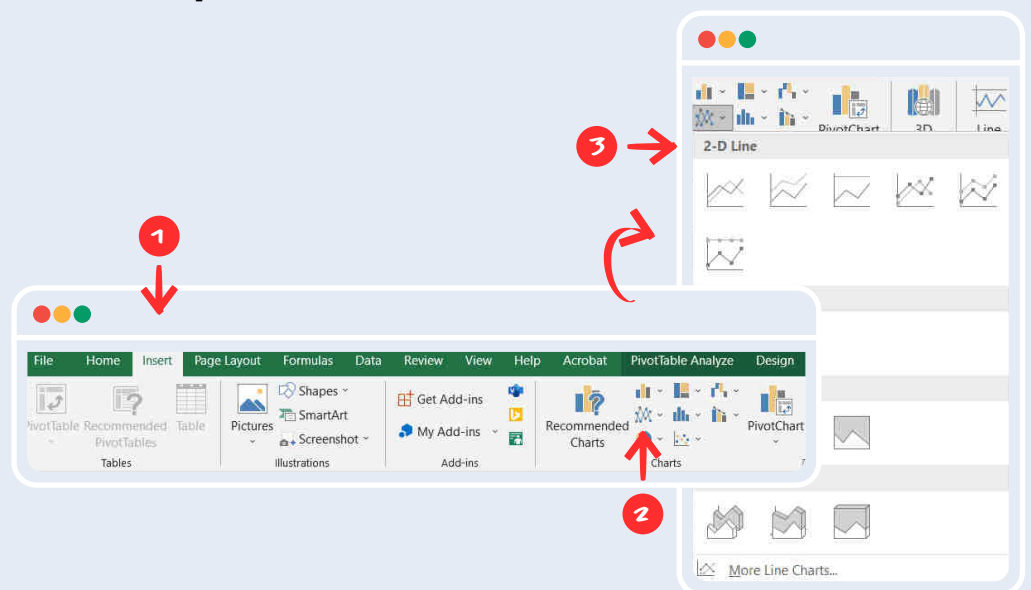 1
File Home Insert Page Layout Formulas Data Review View Help Acrobat PivotTable Analyze Design
PivotTable
Recommended
PivotTables
Table
Tables
Pictures
Shapes
SmartArt
Screenshot
Illustrations
Get Add-ins
My Add-ins
Add-ins
Recommended
Charts
PivotChart
Charts
2
3
PivotChart 3D Line
2-D Line
More Line Charts...